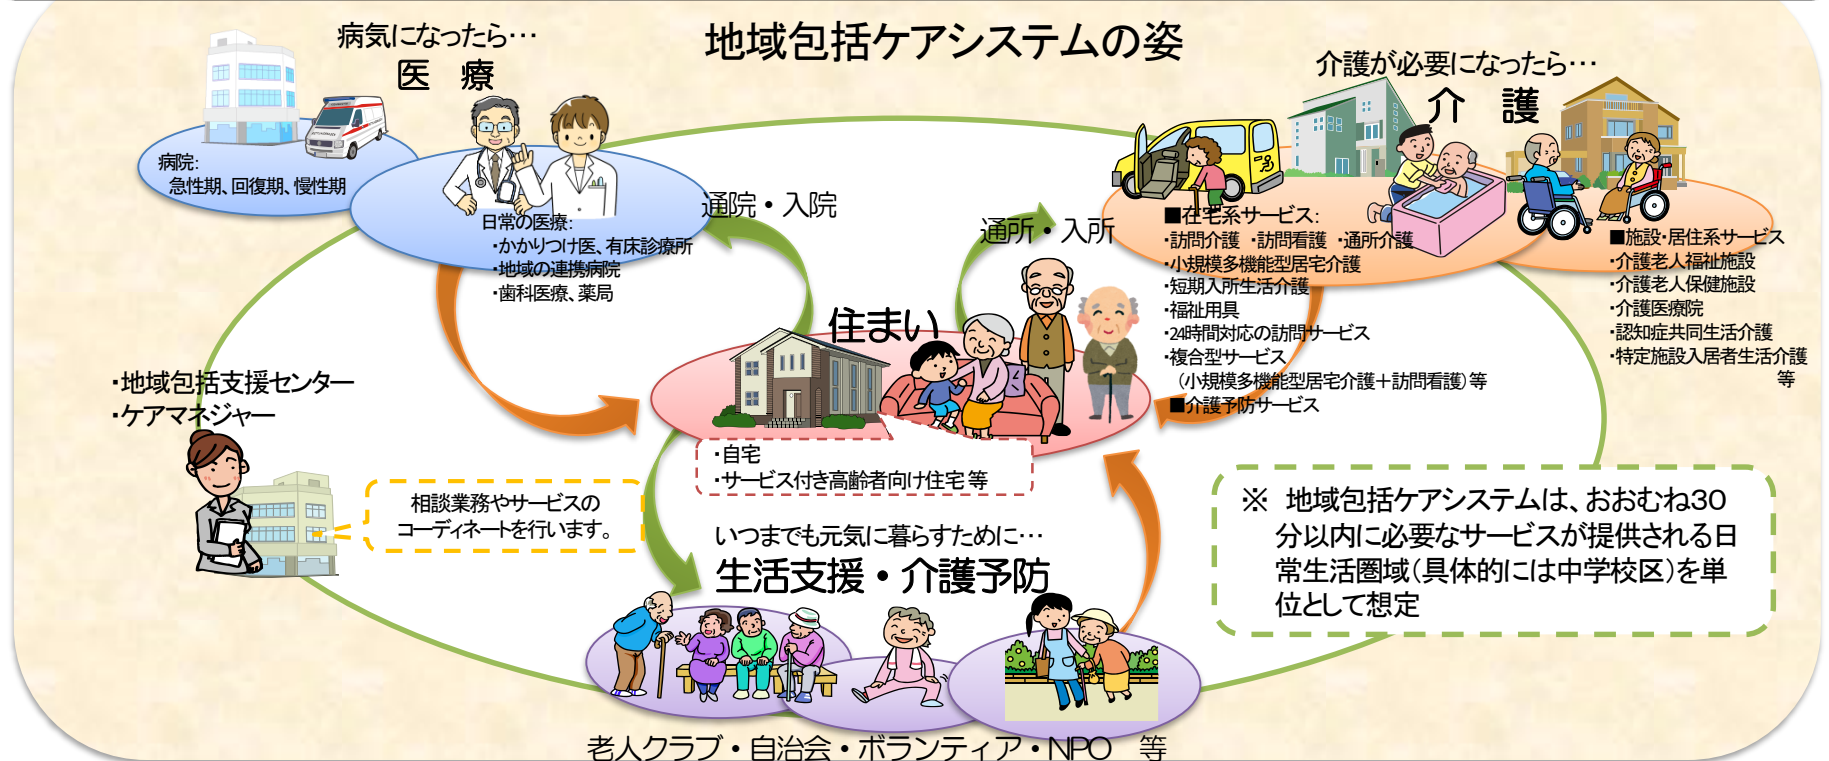 地域包括ケアシステムの姿
病気になったら…
医　療
病院:
急性期、回復期、慢性期
日常の医療:
・かかりつけ医、有床診療所
・地域の連携病院
・歯科医療、薬局
通院・入院
通所・入所
介護が必要になったら…
介　護
■在宅系サービス:
・訪問介護　・訪問看護　・通所介護
・小規模多機能型居宅介護
・短期入所生活介護
・福祉用具
・24時間対応の訪問サービス
・複合型サービス
（小規模多機能型居宅介護＋訪問看護）等
■介護予防サービス
■施設・居住系サービス
・介護老人福祉施設
・介護老人保健施設
・介護医療院
・認知症共同生活介護
・特定施設入居者生活介護
等
住まい
・自宅
・サービス付き高齢者向け住宅 等
・地域包括支援センター
・ケアマネジャー
相談業務やサービスの
コーディネートを行います。
いつまでも元気に暮らすために…
生活支援・介護予防
老人クラブ・自治会・ボランティア・NPO　等
※　地域包括ケアシステムは、おおむね30
分以内に必要なサービスが提供される日
常生活圏域（具体的には中学校区）を単
位として想定